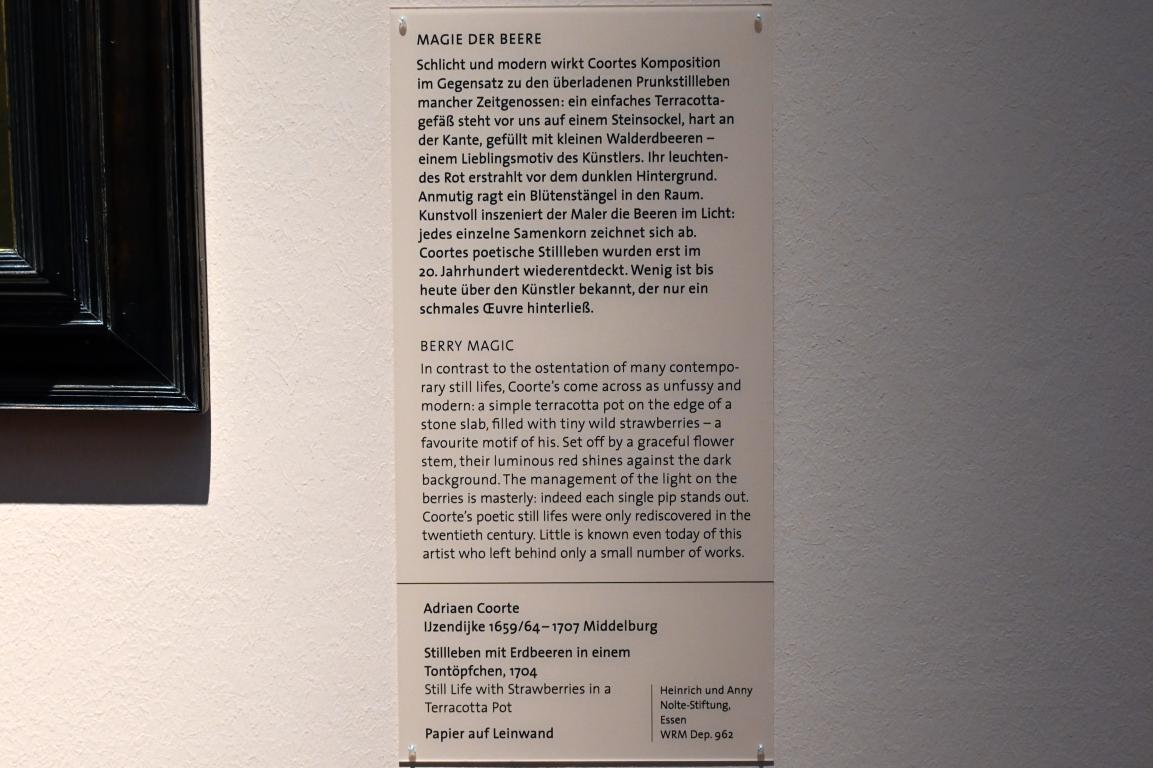 MAGIE DER BEERE
Schlicht und modern wirkt Coortes Komposition
im Gegensatz zu den überladenen Prunkstillleben
mancher Zeitgenossen: ein einfaches Terracotta-
gefäß steht vor uns auf einem Steinsockel, hart an
der Kante, gefüllt mit kleinen Walderdbeeren –
einem Lieblingsmotiv des Künstlers. Ihr leuchten-
des Rot erstrahlt vor dem dunklen Hintergrund.
Anmutig ragt ein Blütenstängel in den Raum.
Kunstvoll inszeniert der Maler die Beeren im Licht:
jedes einzelne Samenkorn zeichnet sich ab.
Coortes poetische Stillleben wurden erst im
20. Jahrhundert wiederentdeckt. Wenig ist bis
heute über den Künstler bekannt, der nur ein
schmales Œuvre hinterließ.
BERRY MAGIC
In contrast to the ostentation of many contempo-
rary still lifes, Coorte's come across as unfussy and
modern: a simple terracotta pot on the edge of a
stone slab, filled with tiny wild strawberries – a
favourite motif of his. Set off by a graceful flower
stem, their luminous red shines against the dark
background. The management of the light on the
berries is masterly: indeed each single pip stands out.
Coorte's poetic still lifes were only rediscovered in the
twentieth century. Little is known even today of this
artist who left behind only a small number of works.
Adriaen Coorte
IJzendijke 1659/64 – 1707 Middelburg
Stillleben mit Erdbeeren in einem
Tontöpfchen, 1704
Still Life with Strawberries in a
Terracotta Pot
Papier auf Leinwand
Heinrich und Anny
Nolte-Stiftung,
Essen
WRM Dep. 962